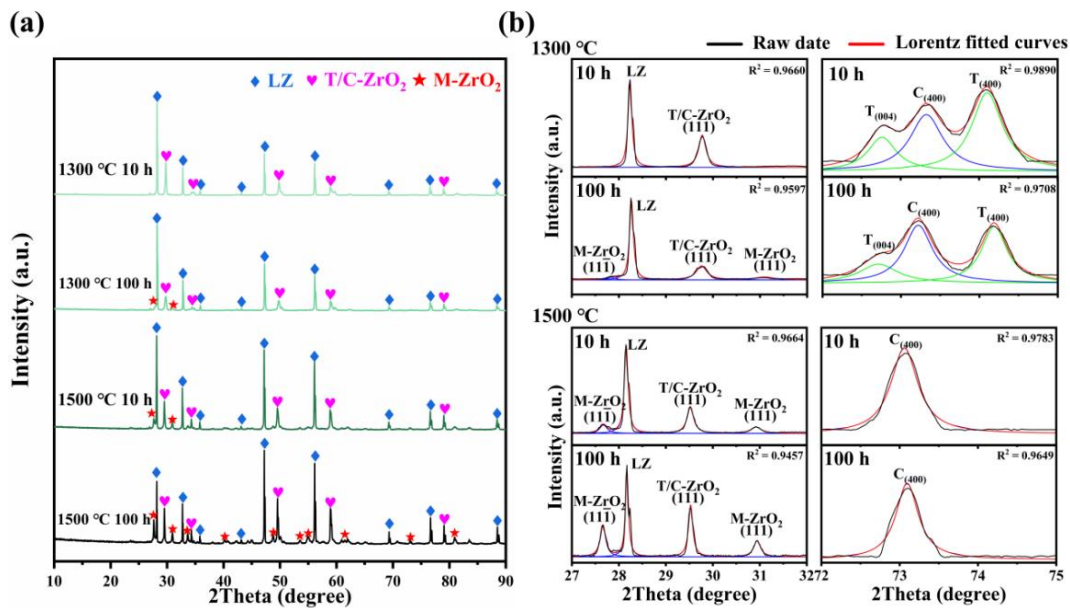 (a)
Intensity (a.u.)
LZ T/C-ZrO₂ M-ZrO₂
1300 ℃ 10 h
1300 ℃ 100 h
1500 ℃ 10 h
1500 ℃ 100 h
10 20 30 40 50 60 70 80 90
2Theta (degree)
(b)
Raw date Lorentz fitted curves
1300 ℃
Intensity (a.u.)
10 h R² = 0.9660
LZ
T/C-ZrO₂
(111)
100 h R² = 0.9597
LZ
M-ZrO₂
(111̄)
T/C-ZrO₂
(111)
M-ZrO₂
(111)
10 h R² = 0.9890
T(004)
C(400)
T(400)
100 h R² = 0.9708
T(004)
C(400)
T(400)
1500 ℃
Intensity (a.u.)
10 h R² = 0.9664
LZ
M-ZrO₂
(111̄)
T/C-ZrO₂
(111)
M-ZrO₂
(111)
100 h R² = 0.9457
LZ
M-ZrO₂
(111̄)
T/C-ZrO₂
(111)
M-ZrO₂
(111)
27 28 29 30 31 32
2Theta (degree)
10 h R² = 0.9783
C(400)
100 h R² = 0.9649
C(400)
72 73 74 75
2Theta (degree)